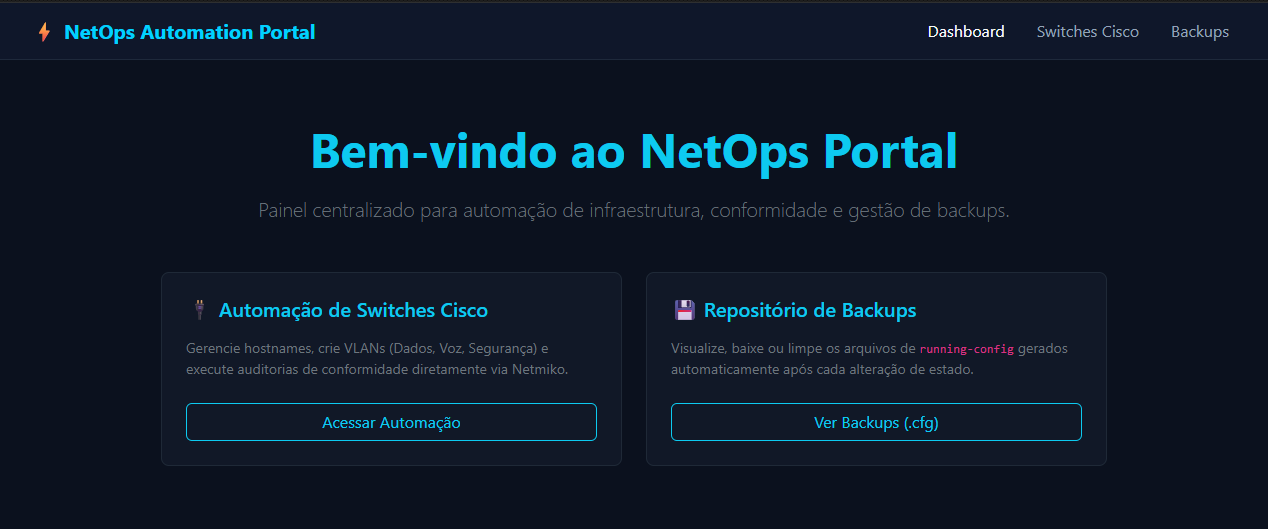 NetOps Automation Portal
Dashboard Switches Cisco Backups
Bem-vindo ao NetOps Portal
Painel centralizado para automação de infraestrutura, conformidade e gestão de backups.
Automação de Switches Cisco
Gerencie hostnames, crie VLANs (Dados, Voz, Segurança) e
execute auditorias de conformidade diretamente via Netmiko.
Acessar Automação
Repositório de Backups
Visualize, baixe ou limpe os arquivos de running-config gerados
automaticamente após cada alteração de estado.
Ver Backups (.cfg)